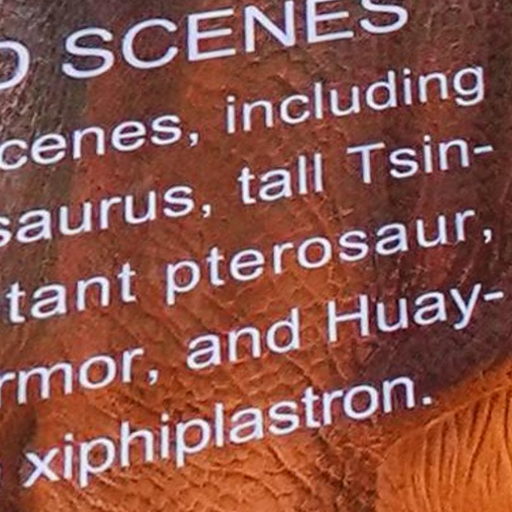 SCENES
cenes, including
saurus, tall Tsin-
tant pterosaur,
rmor, and Huay-
xiphiplastron.